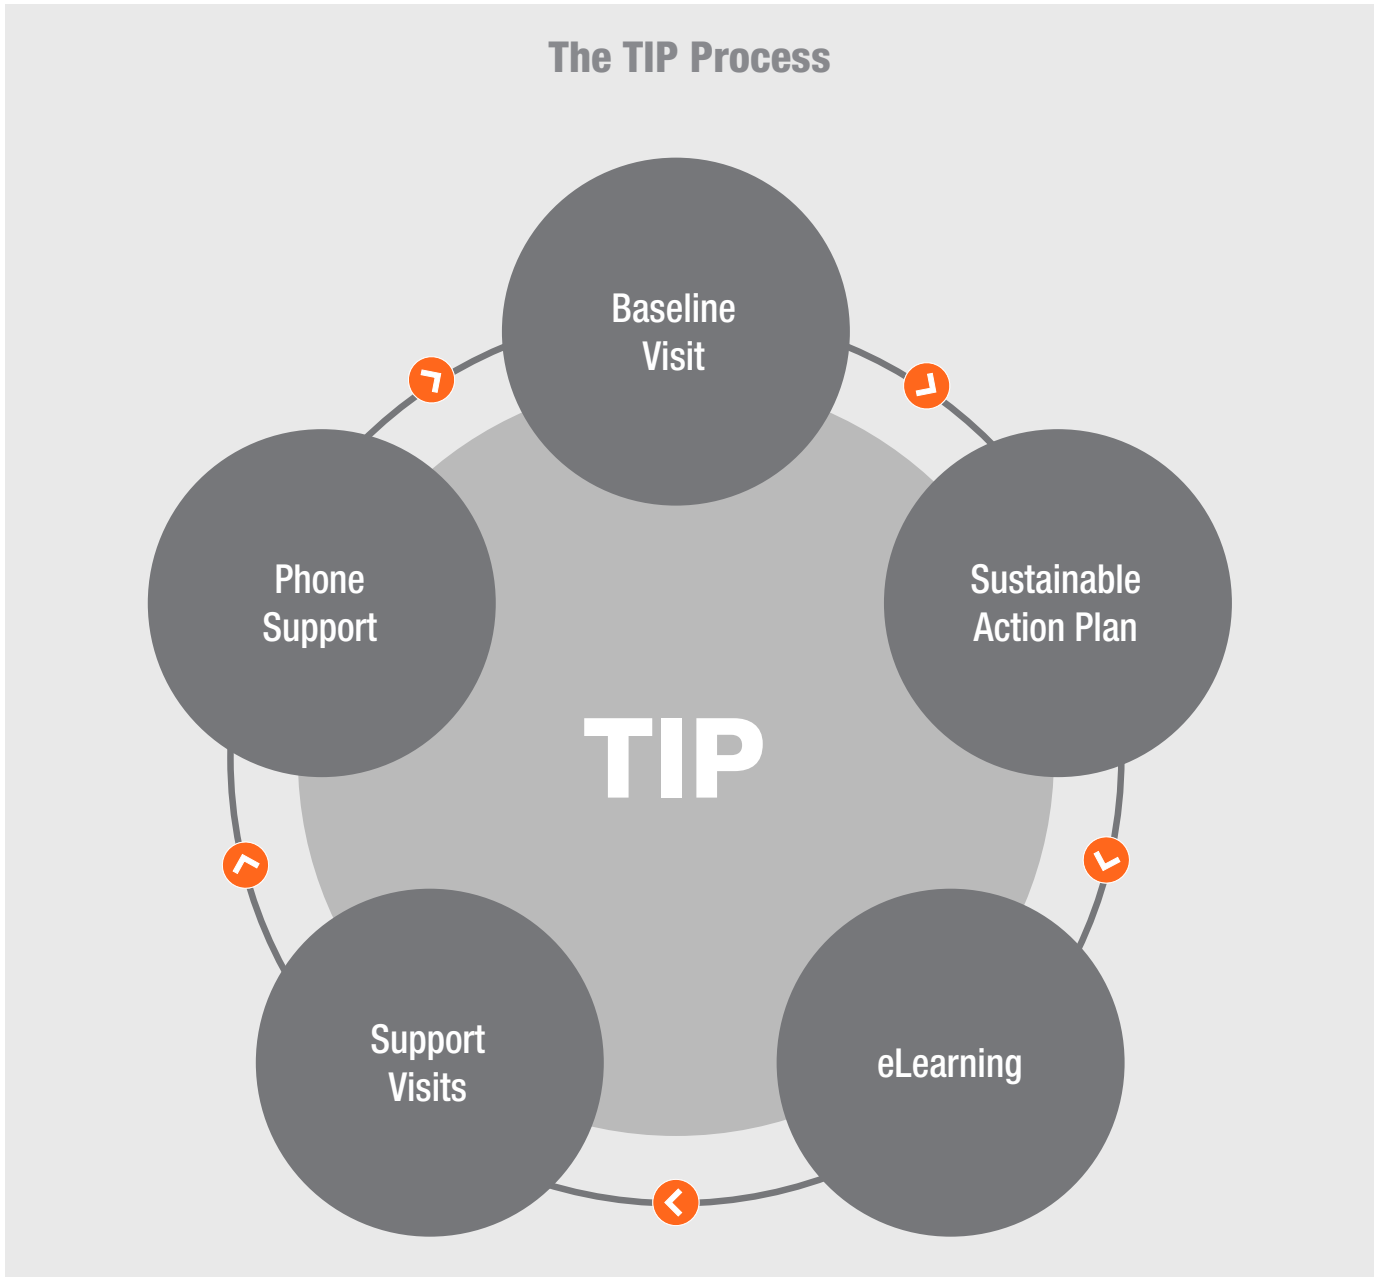 The TIP Process
Baseline
Visit
Sustainable
Action Plan
eLearning
Support
Visits
Phone
Support
TIP